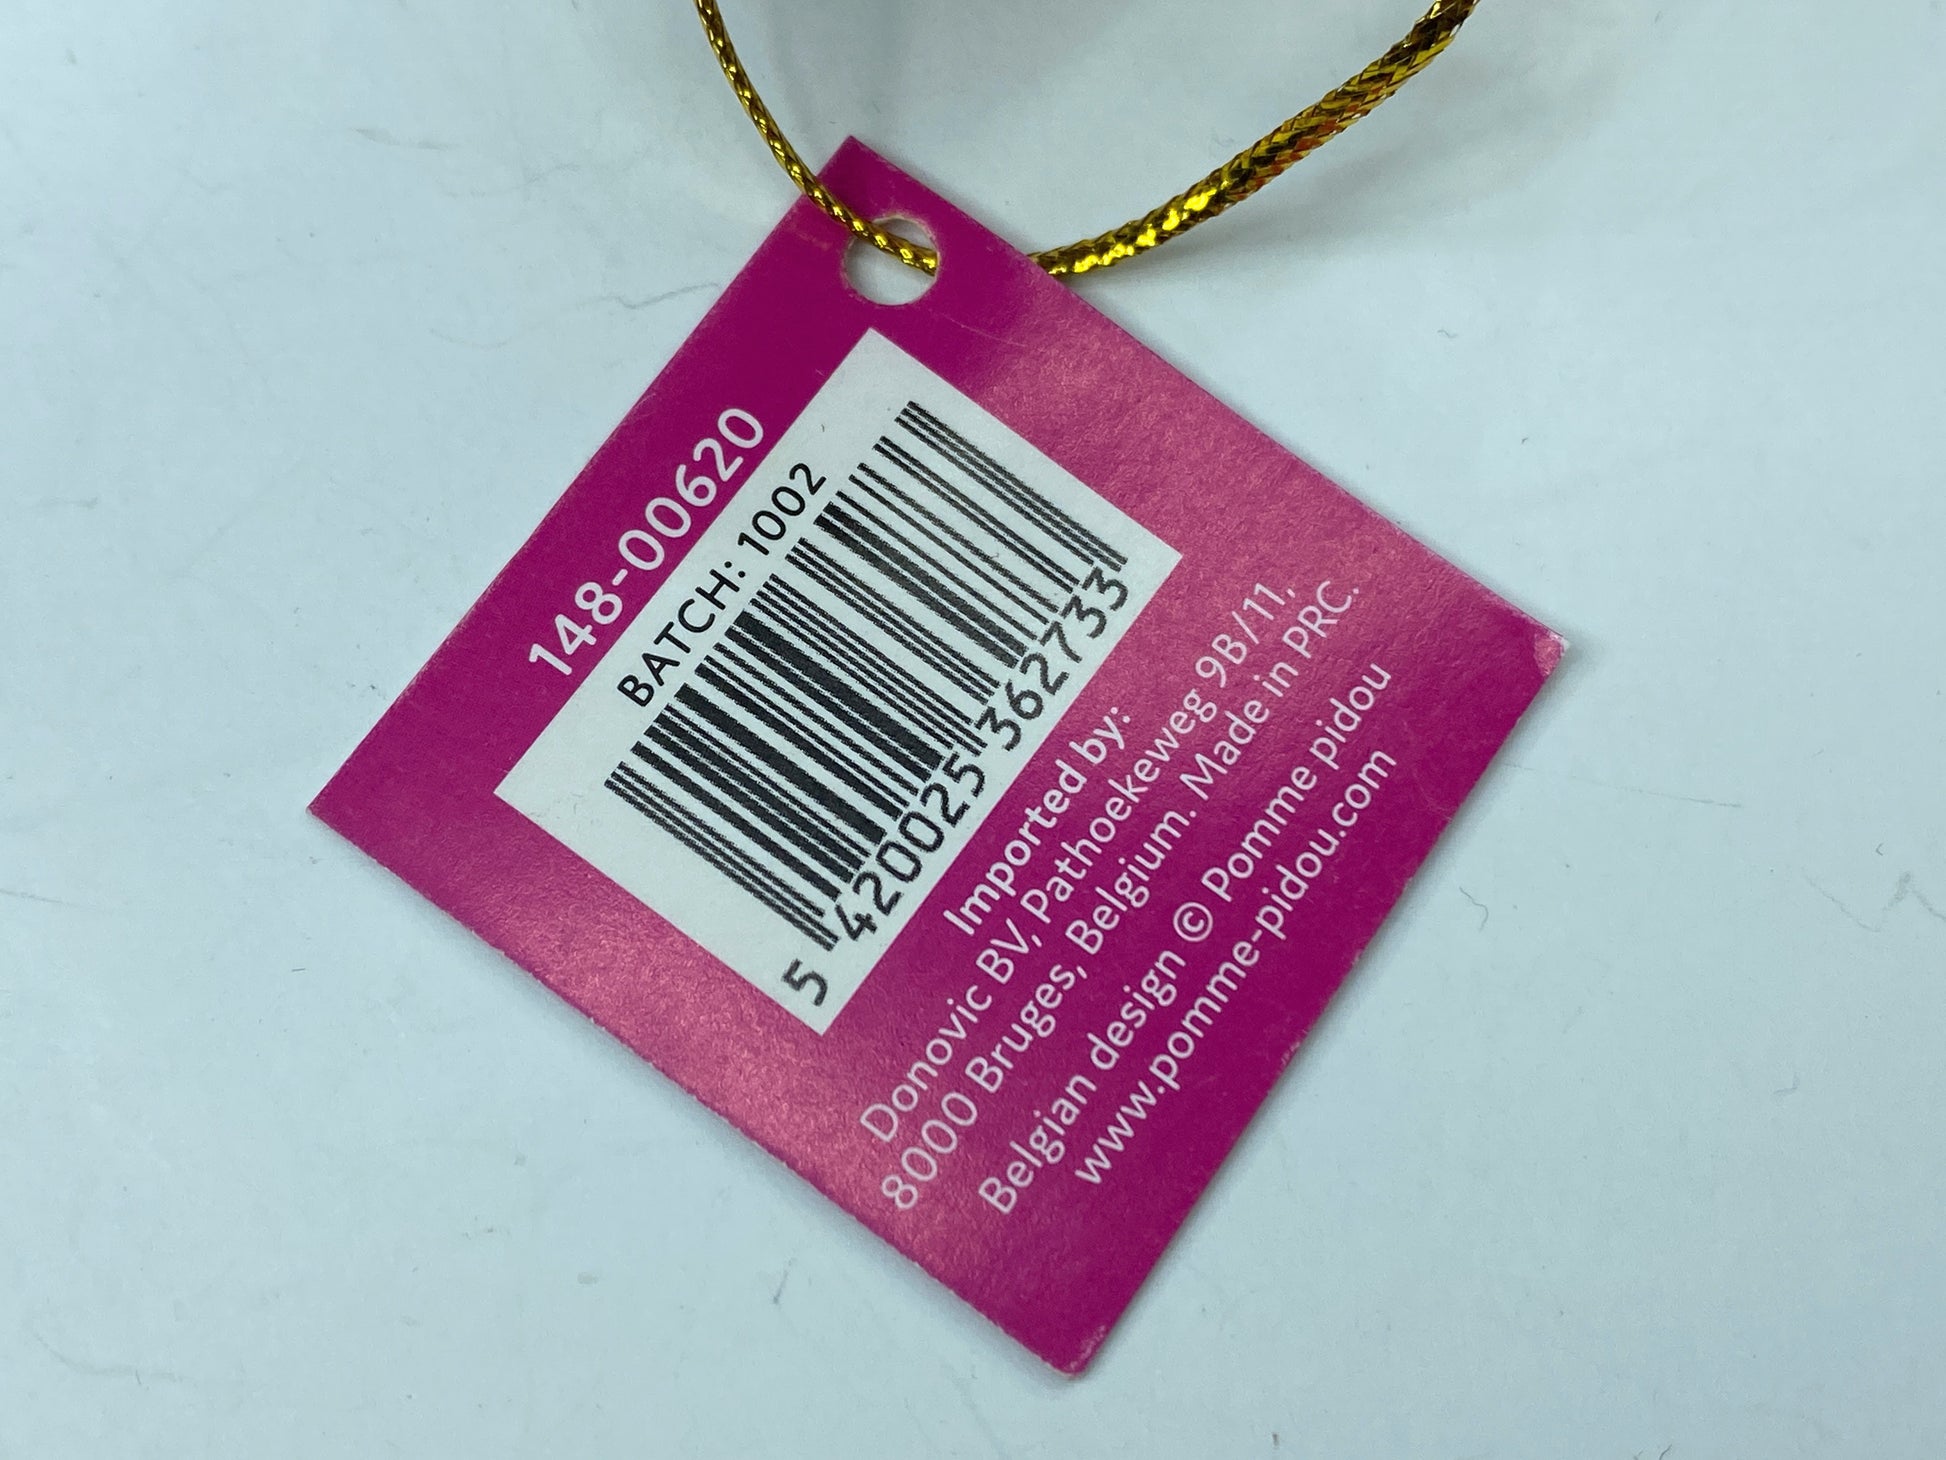 148-00620
BATCH: 1002
5 420025 362733
Imported by:
Donovic BV, Pathoekeweg 9B/11,
8000 Bruges, Belgium. Made in PRC.
Belgian design © Pomme pidou
www.pomme-pidou.com